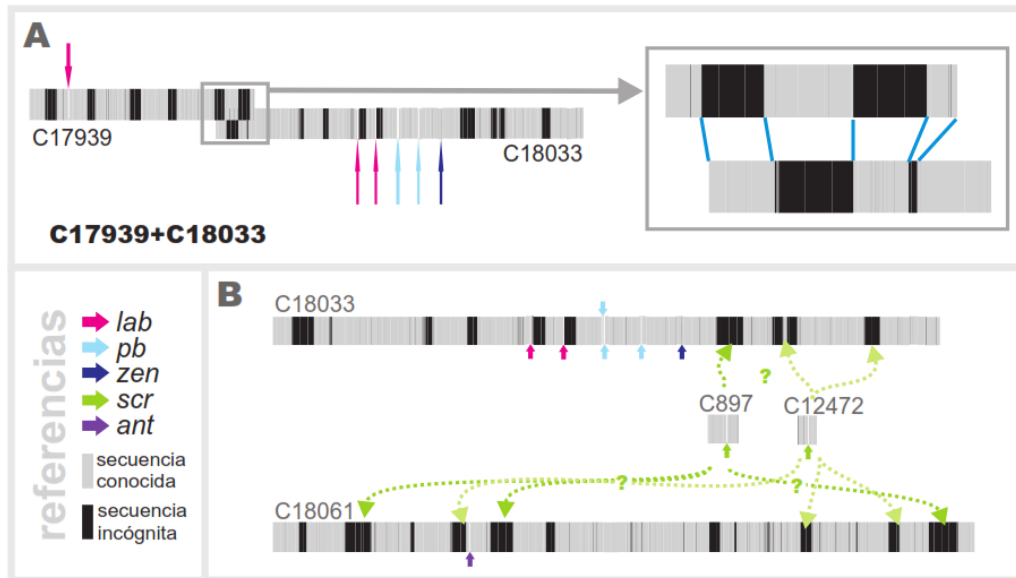 A
C17939
C18033
C17939+C18033
referencias
lab
pb
zen
scr
ant
secuencia
conocida
secuencia
incógnita
B
C18033
?
C897
C12472
?
?
C18061